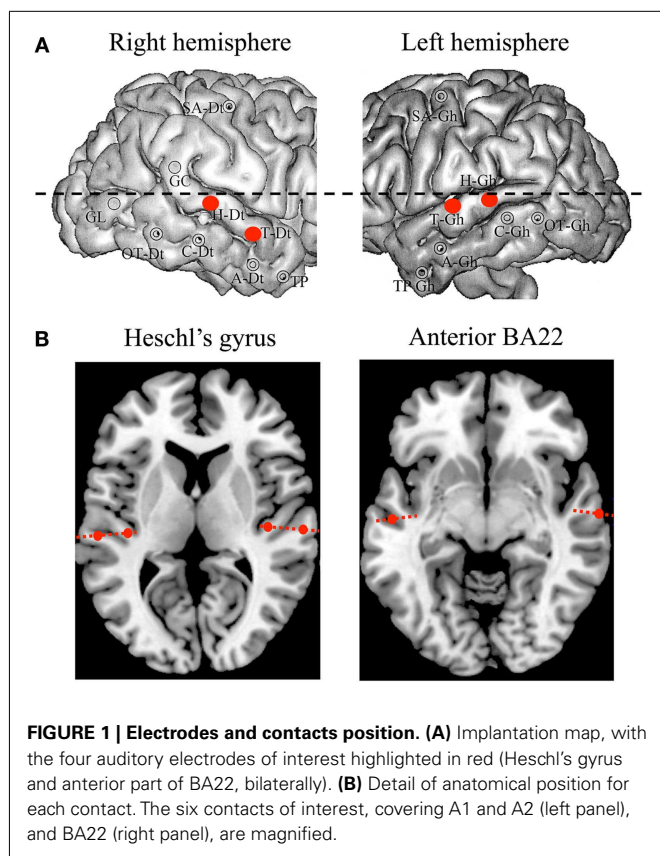 A
Right hemisphere
Left hemisphere
SA-Dt
GC
GL
H-Dt
T-Dt
OT-Dt
C-Dt
A-Dt
TP
SA-Gh
H-Gh
T-Gh
C-Gh
OT-Gh
A-Gh
TP-Gh
B
Heschl's gyrus
Anterior BA22
FIGURE 1 | Electrodes and contacts position. (A) Implantation map, with
the four auditory electrodes of interest highlighted in red (Heschl's gyrus
and anterior part of BA22, bilaterally). (B) Detail of anatomical position for
each contact. The six contacts of interest, covering A1 and A2 (left panel),
and BA22 (right panel), are magnified.